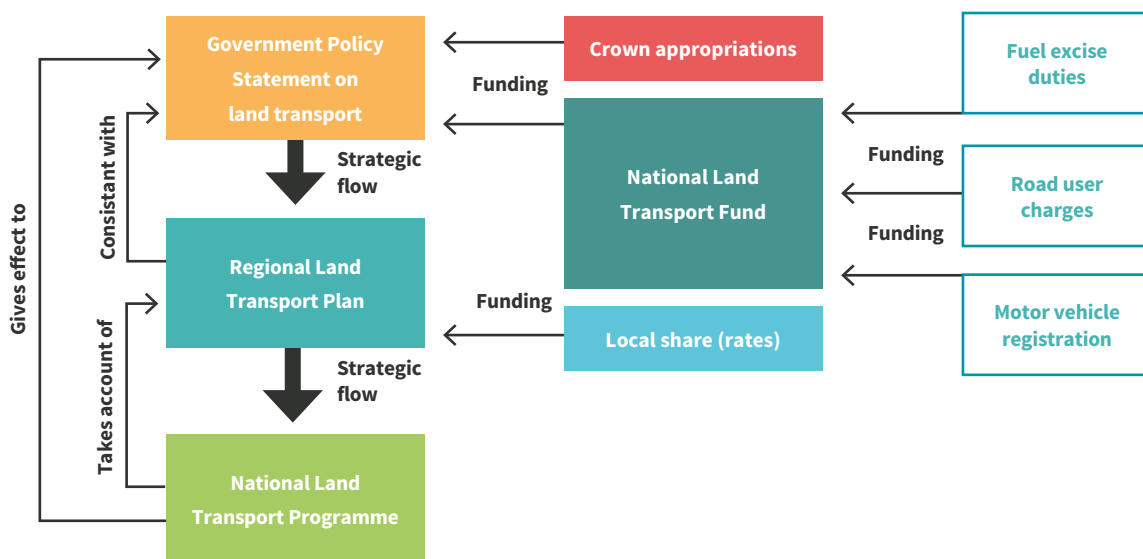 Government Policy
Statement on
land transport
Crown appropriations
Fuel excise
duties
Funding
National Land
Transport Fund
Funding
Road user
charges
Funding
Motor vehicle
registration
Strategic
flow
Consistant with
Gives effect to
Regional Land
Transport Plan
Funding
Local share (rates)
Strategic
flow
Takes account of
National Land
Transport Programme